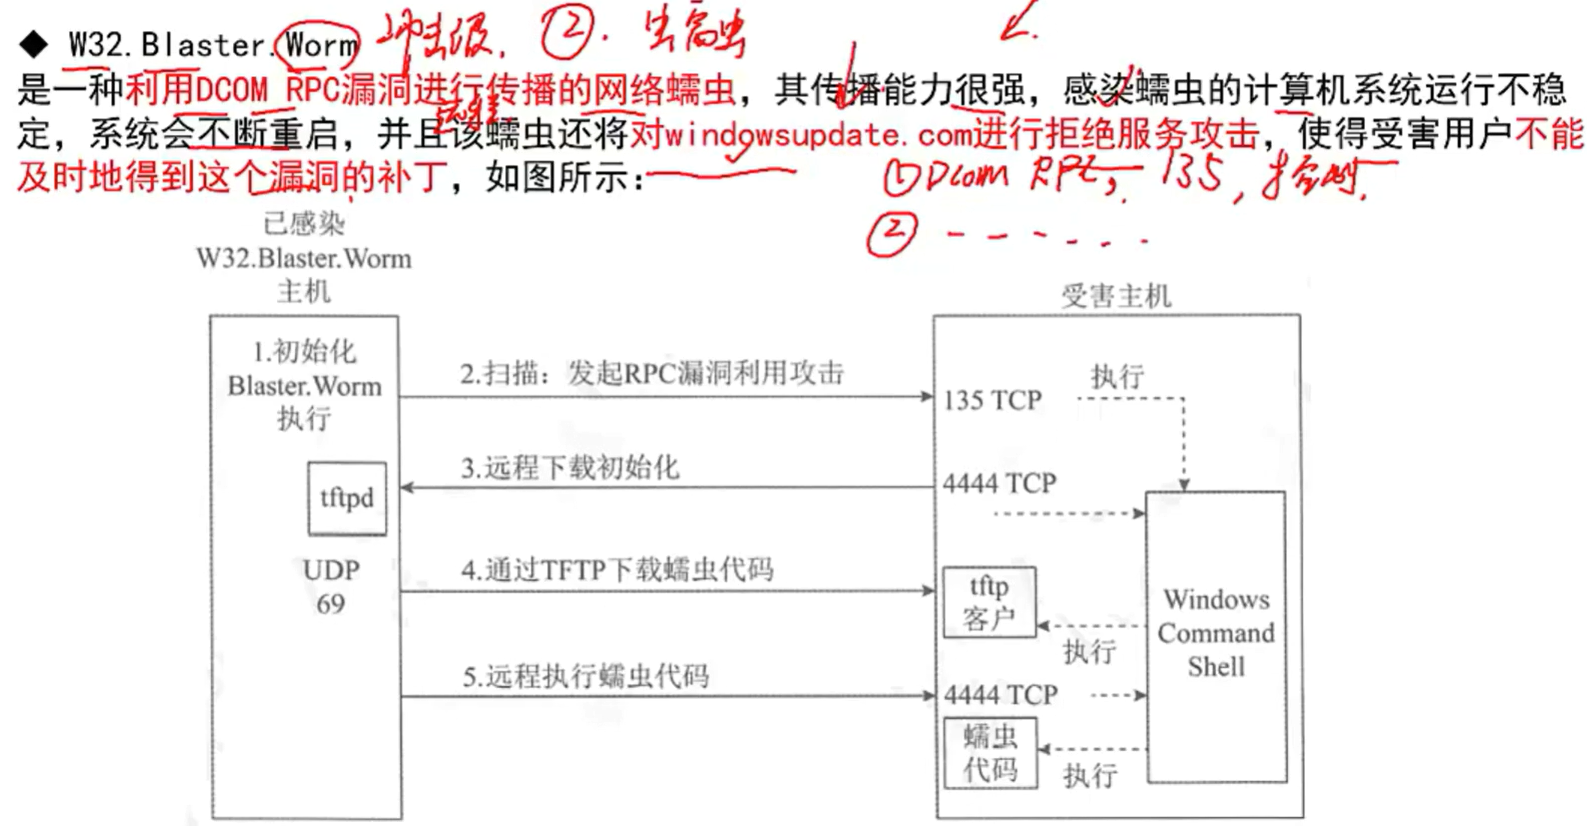 ◆ W32.Blaster.Worm 冲击波. ②. 生高虫
是一种利用DCOM RPC漏洞进行传播的网络蠕虫，其传播能力很强，感染蠕虫的计算机系统运行不稳
定，系统会不断重启，并且该蠕虫还将对windowsupdate.com进行拒绝服务攻击，使得受害用户不能
及时地得到这个漏洞的补丁，如图所示：
① Dcom RPC, 135,
②
已感染
W32.Blaster.Worm
主机
受害主机
1.初始化
Blaster.Worm
执行
2.扫描：发起RPC漏洞利用攻击
135 TCP
执行
3.远程下载初始化
4444 TCP
tftpd
UDP
69
4.通过TFTP下载蠕虫代码
tftp
客户
执行
Windows
Command
Shell
5.远程执行蠕虫代码
4444 TCP
蠕虫
代码
执行